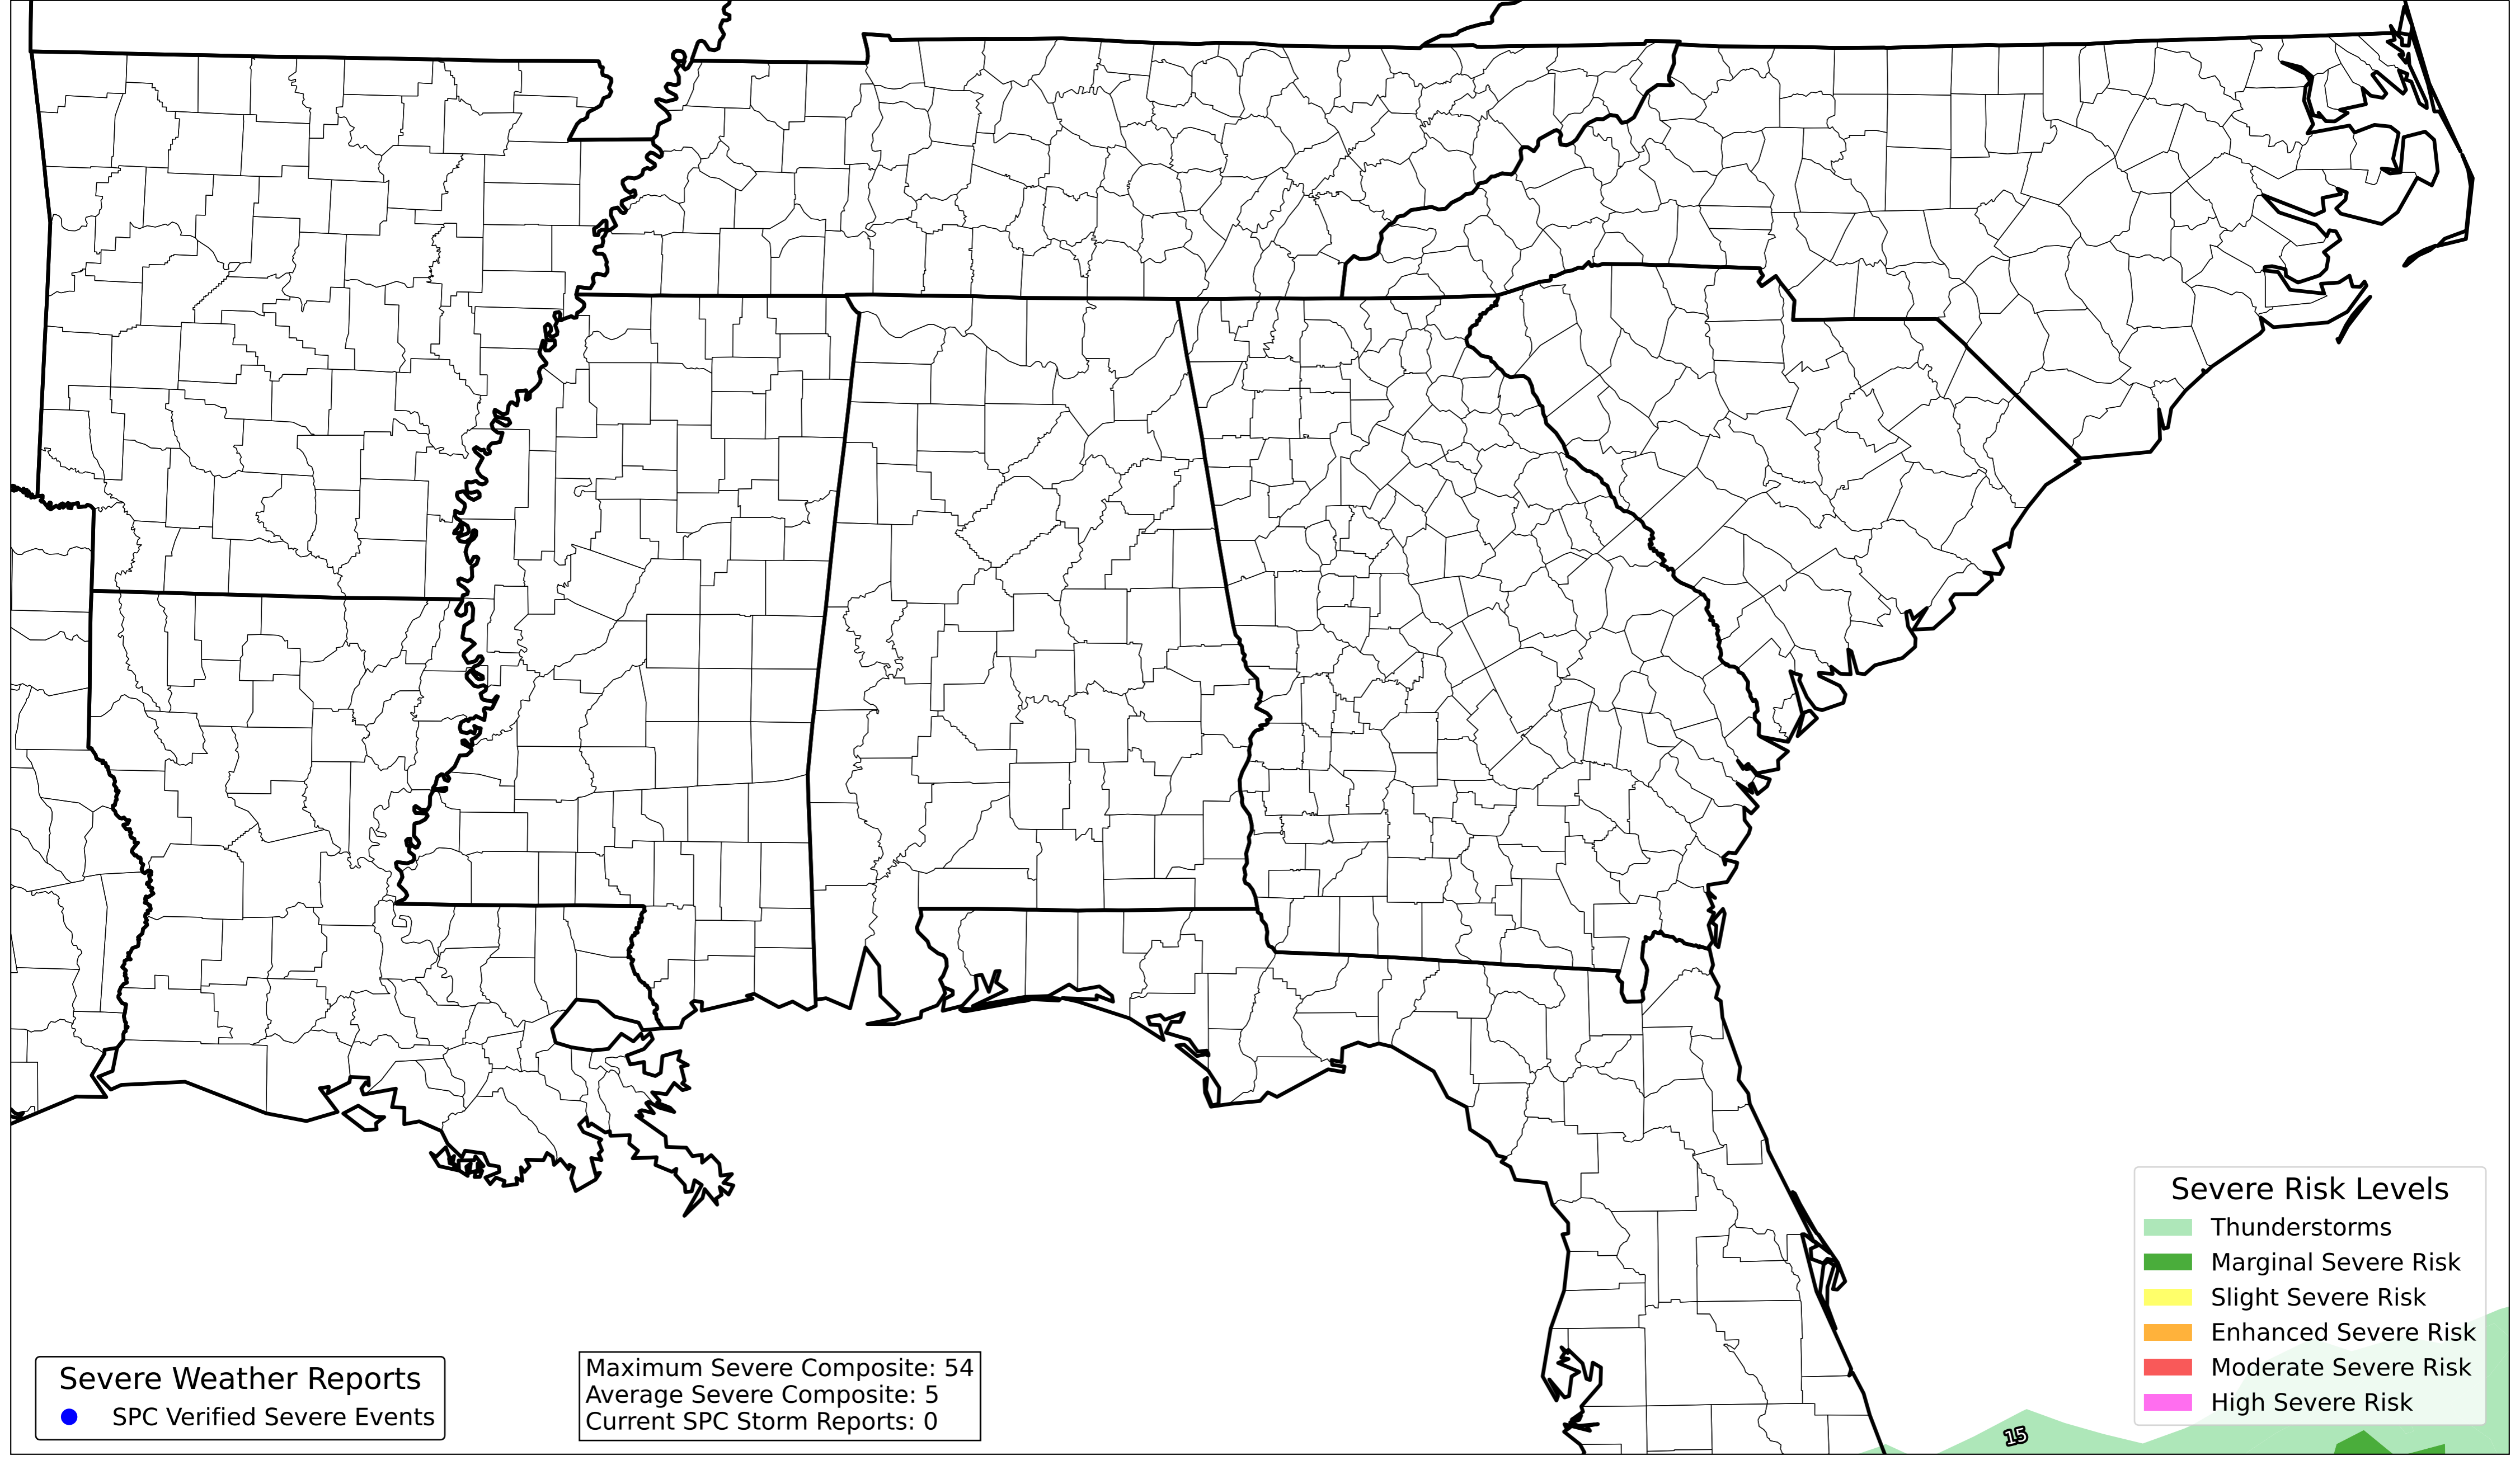 Severe Risk Levels
Thunderstorms
Marginal Severe Risk
Slight Severe Risk
Enhanced Severe Risk
Moderate Severe Risk
High Severe Risk
Severe Weather Reports
SPC Verified Severe Events
Maximum Severe Composite: 54
Average Severe Composite: 5
Current SPC Storm Reports: 0
15